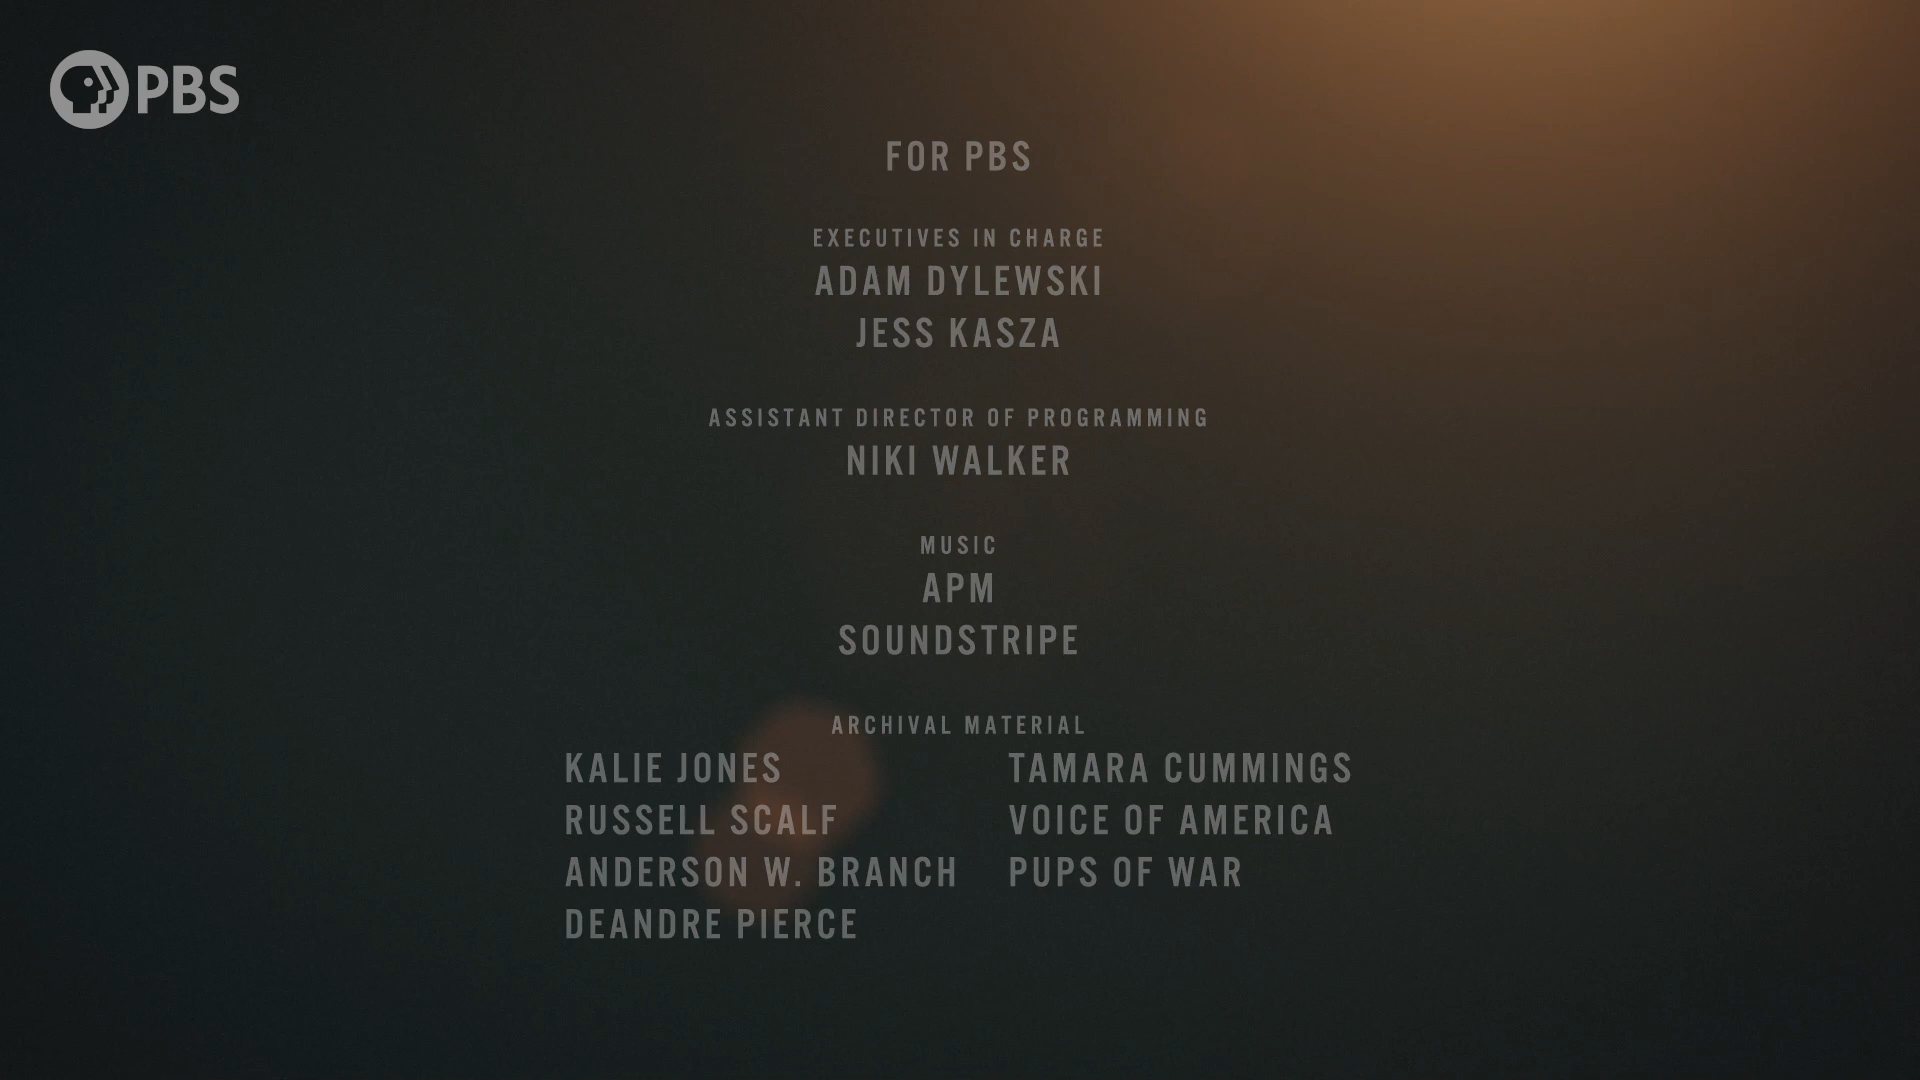 PBS
FOR PBS
EXECUTIVES IN CHARGE
ADAM DYLEWSKI
JESS KASZA
ASSISTANT DIRECTOR OF PROGRAMMING
NIKI WALKER
MUSIC
APM
SOUNDSTRIPE
ARCHIVAL MATERIAL
KALIE JONES
RUSSELL SCALF
ANDERSON W. BRANCH
DEANDRE PIERCE
TAMARA CUMMINGS
VOICE OF AMERICA
PUPS OF WAR